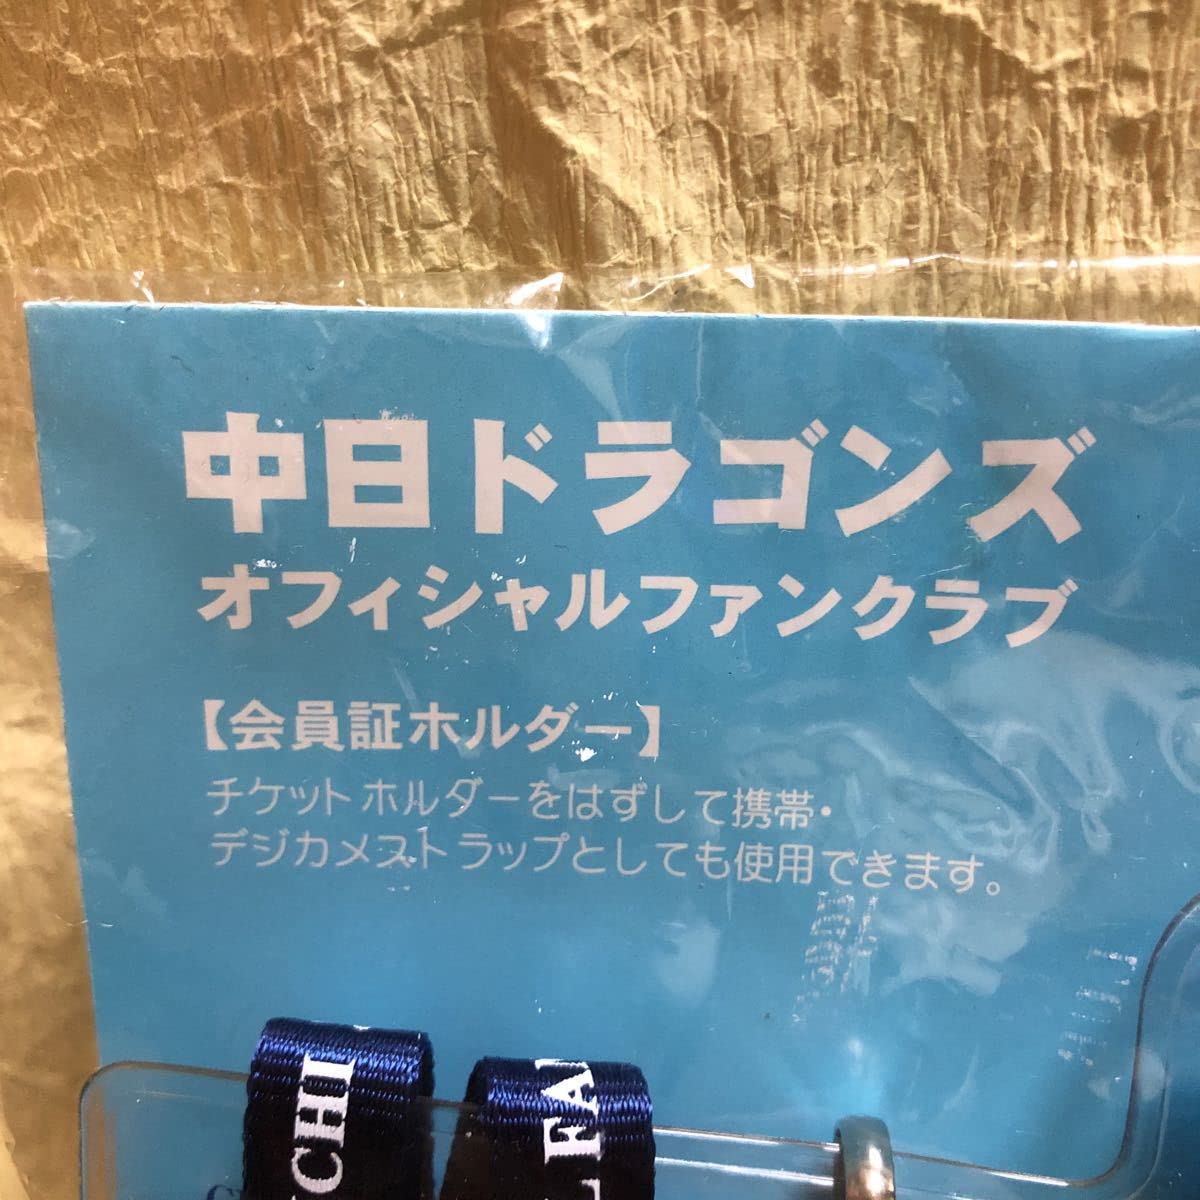 中日ドラゴンズ
オフィシャルファンクラブ
【会員証ホルダー】
チケットホルダーをはずして携帯・
デジカメストラップとしても使用できます。